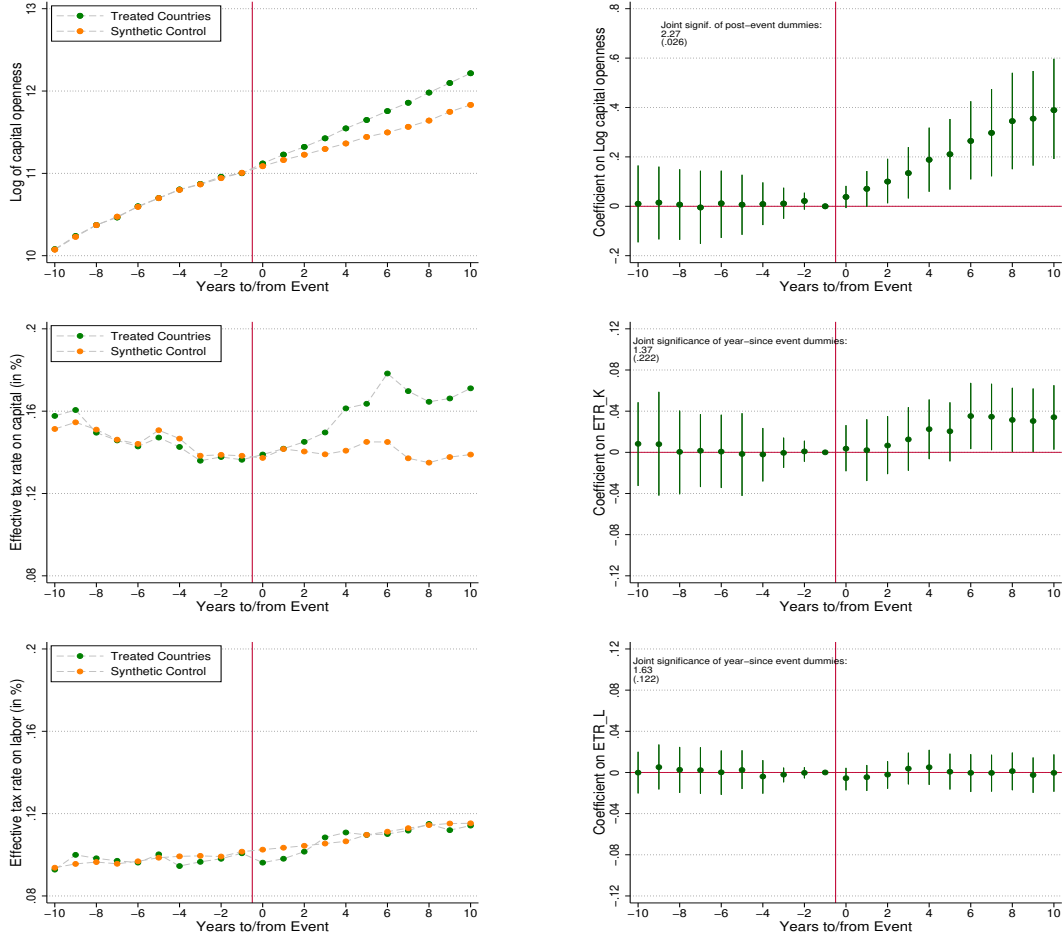 Treated Countries
Synthetic Control
Log of capital openness
13
12
11
10
−10 −8 −6 −4 −2 0 2 4 6 8 10
Years to/from Event
Joint signif. of post−event dummies:
2.27
(.026)
Coefficient on Log capital openness
.8
.6
.4
.2
0
−.2
−10 −8 −6 −4 −2 0 2 4 6 8 10
Years to/from Event
Treated Countries
Synthetic Control
Effective tax rate on capital (in %)
.2
.16
.12
.08
−10 −8 −6 −4 −2 0 2 4 6 8 10
Years to/from Event
Joint significance of year−since event dummies:
1.37
(.222)
Coefficient on ETR_K
.12
.08
.04
0
−.04
−.08
−.12
−10 −8 −6 −4 −2 0 2 4 6 8 10
Years to/from Event
Treated Countries
Synthetic Control
Effective tax rate on labor (in %)
.2
.16
.12
.08
−10 −8 −6 −4 −2 0 2 4 6 8 10
Years to/from Event
Joint significance of year−since event dummies:
1.63
(.122)
Coefficient on ETR_L
.12
.08
.04
0
−.04
−.08
−.12
−10 −8 −6 −4 −2 0 2 4 6 8 10
Years to/from Event